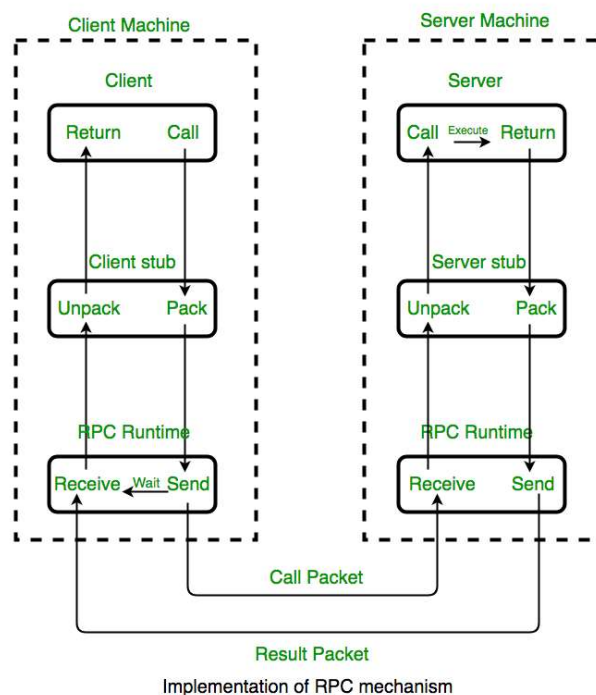 Client Machine
Server Machine
Client
Server
Return Call
Call Execute Return
Client stub
Server stub
Unpack Pack
Unpack Pack
RPC Runtime
RPC Runtime
Receive Wait Send
Receive Send
Call Packet
Result Packet
Implementation of RPC mechanism